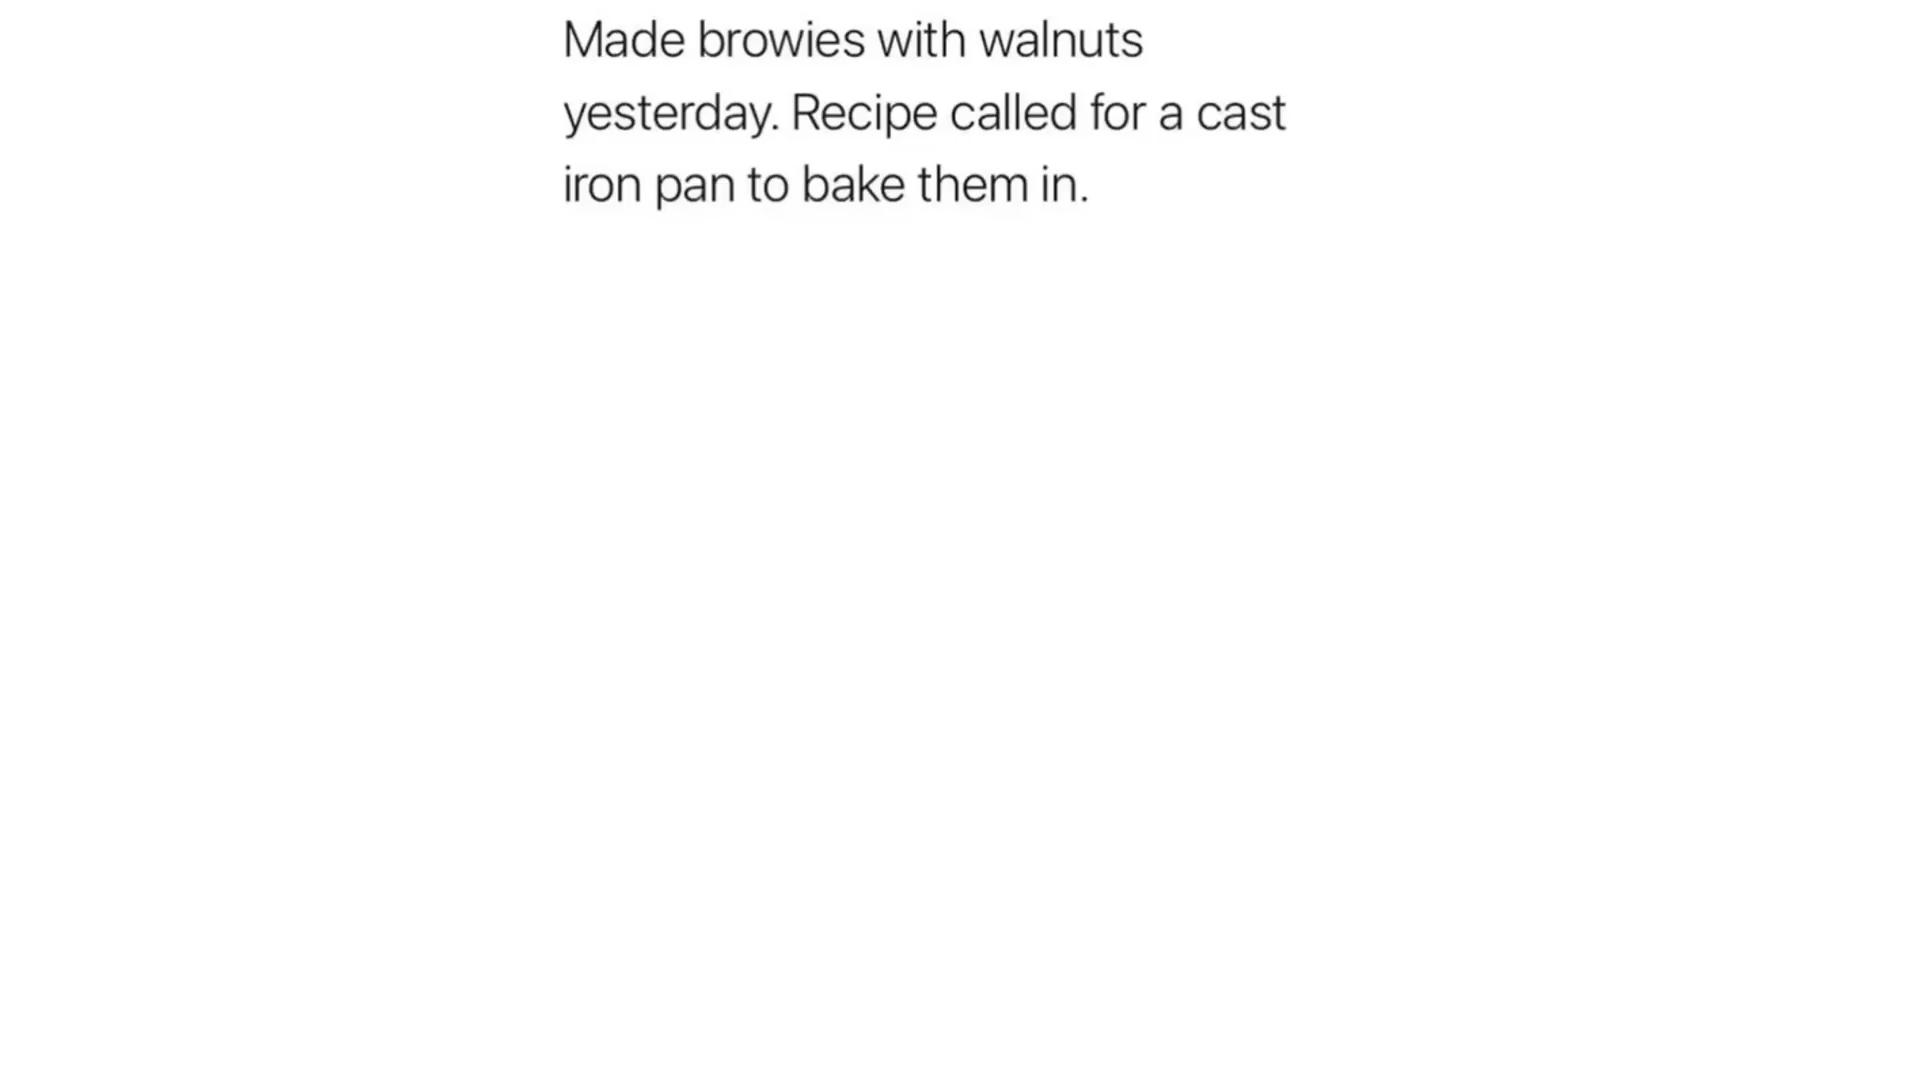 Made browies with walnuts
yesterday. Recipe called for a cast
iron pan to bake them in.